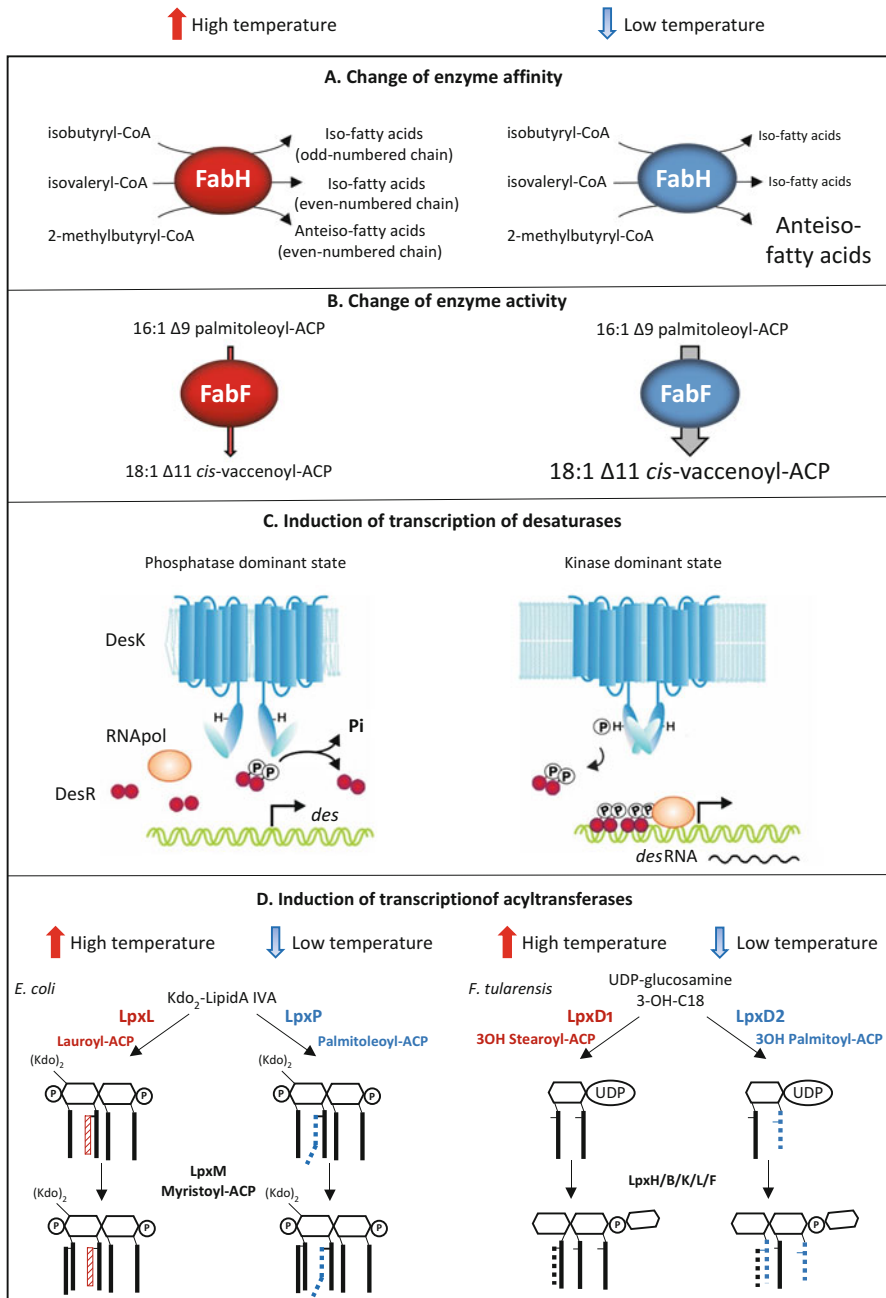 High temperature
Low temperature
A. Change of enzyme affinity
isobutyryl-CoA
isovaleryl-CoA
2-methylbutyryl-CoA
FabH
Iso-fatty acids
(odd-numbered chain)
Iso-fatty acids
(even-numbered chain)
Anteiso-fatty acids
(even-numbered chain)
isobutyryl-CoA
isovaleryl-CoA
2-methylbutyryl-CoA
FabH
Iso-fatty acids
Iso-fatty acids
Anteiso-
fatty acids
B. Change of enzyme activity
16:1 Δ9 palmitoleoyl-ACP
FabF
18:1 Δ11 cis-vaccenoyl-ACP
16:1 Δ9 palmitoleoyl-ACP
FabF
18:1 Δ11 cis-vaccenoyl-ACP
C. Induction of transcription of desaturases
Phosphatase dominant state
Kinase dominant state
DesK
H
H
Pi
RNApol
P P
DesR
des
P H
H
P P
P P P P
desRNA
D. Induction of transcriptionof acyltransferases
High temperature
Low temperature
High temperature
Low temperature
E. coli
Kdo2-LipidA IVA
LpxL
LpxP
Lauroyl-ACP
Palmitoleoyl-ACP
(Kdo)2
P
P
(Kdo)2
P
P
LpxM
Myristoyl-ACP
(Kdo)2
P
P
(Kdo)2
P
P
F. tularensis
UDP-glucosamine
3-OH-C18
LpxD1
LpxD2
3OH Stearoyl-ACP
3OH Palmitoyl-ACP
UDP
UDP
LpxH/B/K/L/F
P
P